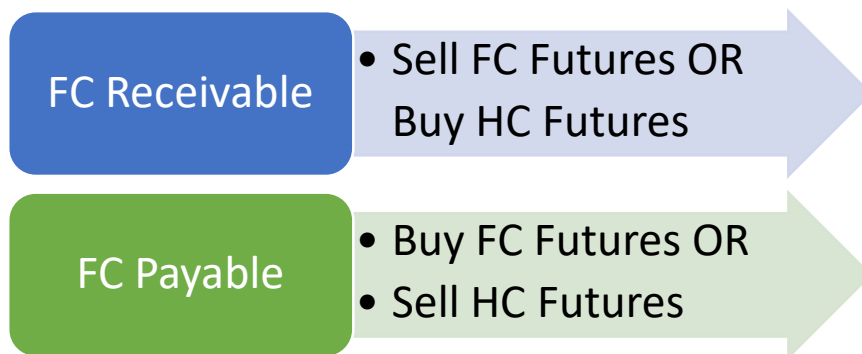 FC Receivable
• Sell FC Futures OR
Buy HC Futures
FC Payable
• Buy FC Futures OR
• Sell HC Futures